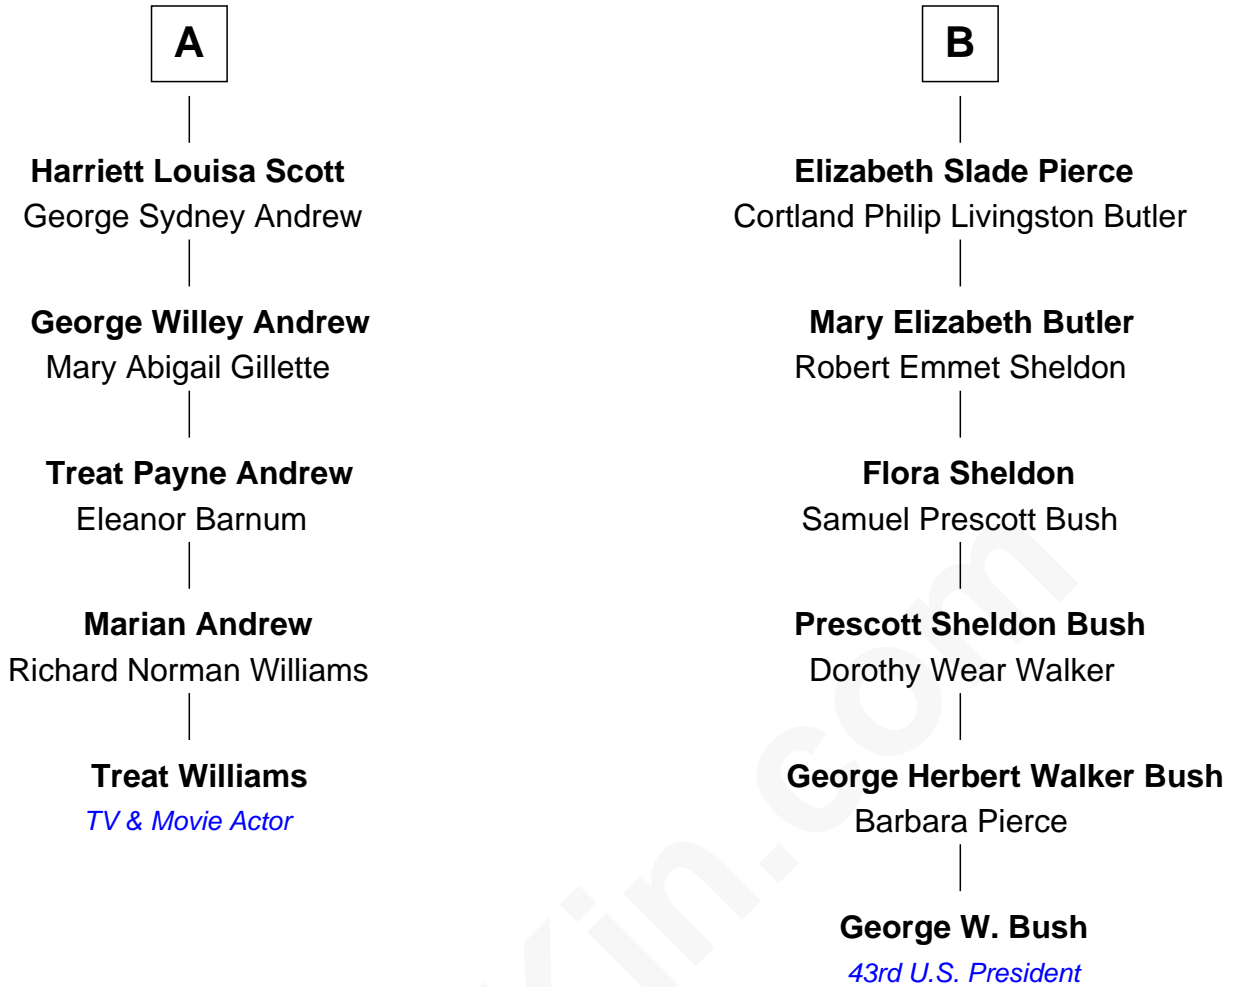 A
Harriett Louisa Scott
George Sydney Andrew
George Willey Andrew
Mary Abigail Gillette
Treat Payne Andrew
Eleanor Barnum
Marian Andrew
Richard Norman Williams
Treat Williams
TV & Movie Actor
B
Elizabeth Slade Pierce
Cortland Philip Livingston Butler
Mary Elizabeth Butler
Robert Emmet Sheldon
Flora Sheldon
Samuel Prescott Bush
Prescott Sheldon Bush
Dorothy Wear Walker
George Herbert Walker Bush
Barbara Pierce
George W. Bush
43rd U.S. President
Kin.com